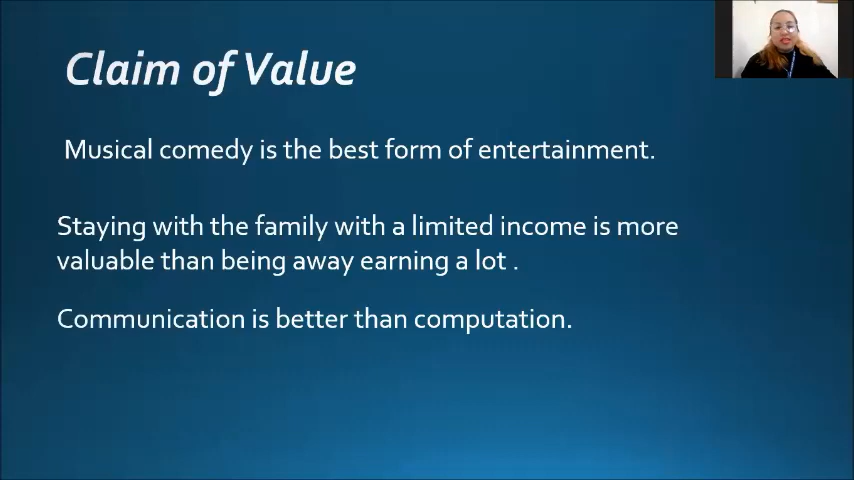 Claim of Value
Musical comedy is the best form of entertainment.
Staying with the family with a limited income is more
valuable than being away earning a lot .
Communication is better than computation.